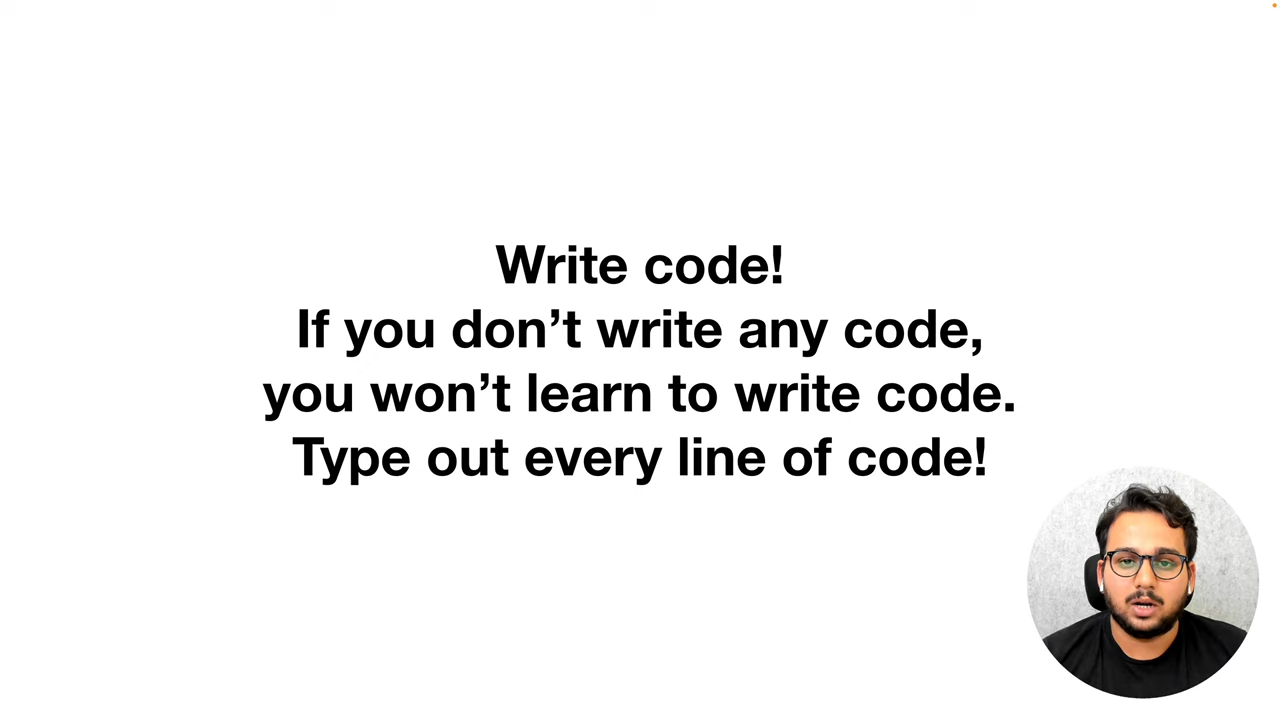 Write code!
If you don’t write any code,
you won’t learn to write code.
Type out every line of code!